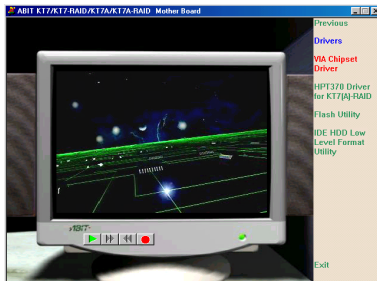 ABIT KT7/KT7-RAID/KT7A/KT7A-RAID Mother Board
Previous
Drivers
VIA Chipset
Driver
HPT370 Driver
for KT7(A)-RAID
Flash Utility
IDE HDD Low
Level Format
Utility
ABIT
Exit